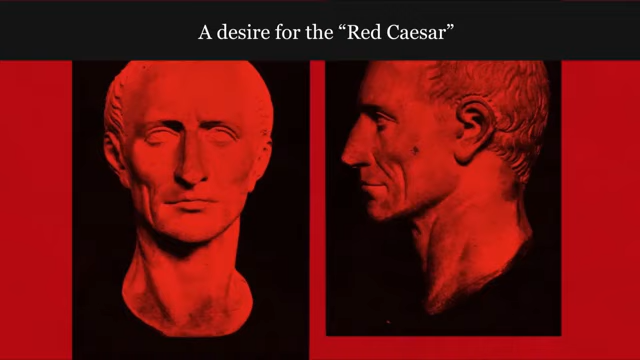 A desire for the “Red Caesar”